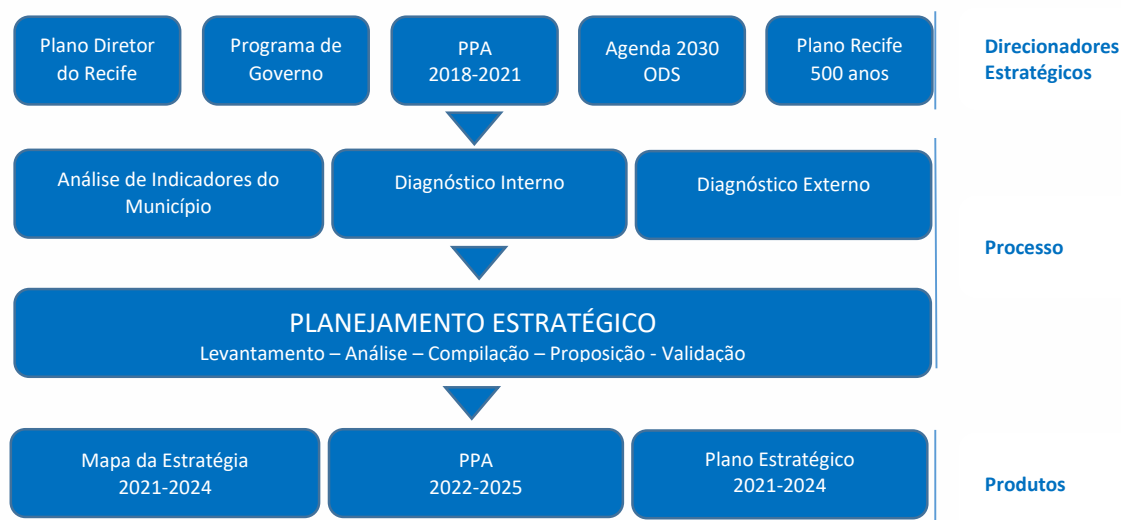 Plano Diretor
do Recife
Programa de
Governo
PPA
2018-2021
Agenda 2030
ODS
Plano Recife
500 anos
Direcionadores
Estratégicos
Análise de Indicadores do
Município
Diagnóstico Interno
Diagnóstico Externo
Processo
PLANEJAMENTO ESTRATÉGICO
Levantamento – Análise – Compilação – Proposição - Validação
Mapa da Estratégia
2021-2024
PPA
2022-2025
Plano Estratégico
2021-2024
Produtos